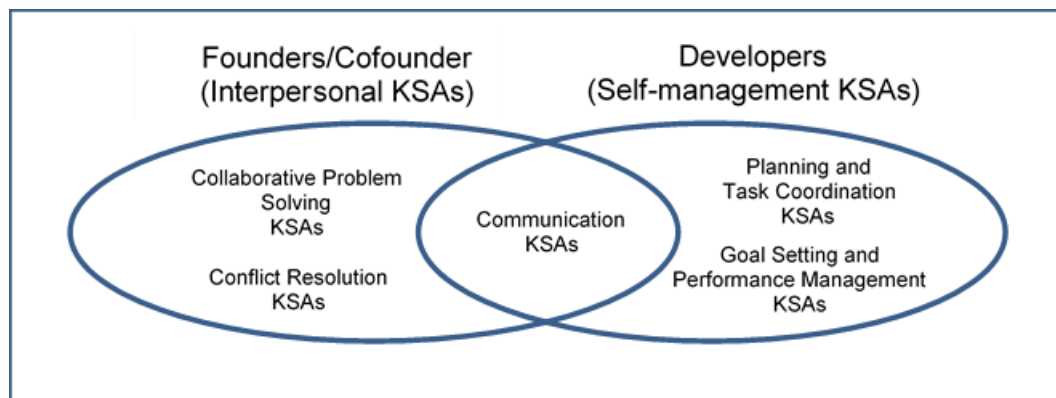 Founders/Cofounder
(Interpersonal KSAs)
Developers
(Self-management KSAs)
Collaborative Problem
Solving
KSAs
Conflict Resolution
KSAs
Communication
KSAs
Planning and
Task Coordination
KSAs
Goal Setting and
Performance Management
KSAs